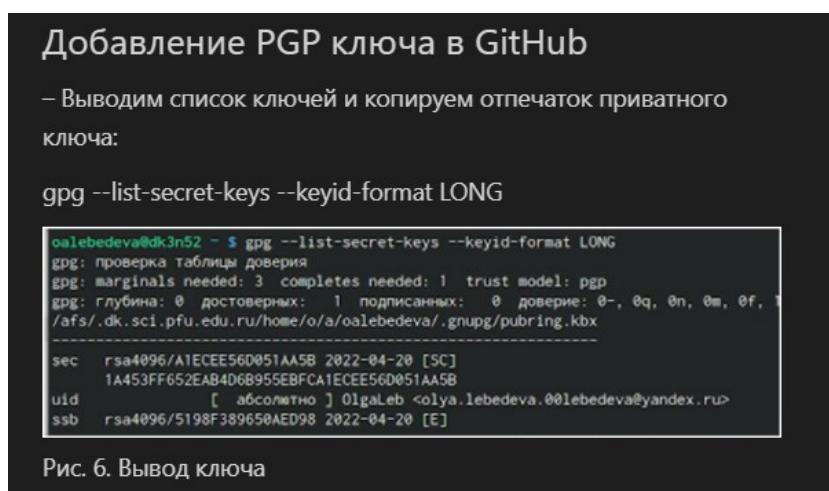 Добавление PGP ключа в GitHub
– Выводим список ключей и копируем отпечаток приватного
ключа:
gpg --list-secret-keys --keyid-format LONG
oalebedeva@dk3n52 ~ $ gpg --list-secret-keys --keyid-format LONG
gpg: проверка таблицы доверия
gpg: marginals needed: 3  completes needed: 1  trust model: pgp
gpg: глубина: 0  достоверных:   1  подписанных:   0  доверие: 0-, 0q, 0n, 0m, 0f, 1
/afs/.dk.sci.pfu.edu.ru/home/o/a/oalebedeva/.gnupg/pubring.kbx
--------------------------------------------------------------
sec   rsa4096/A1ECEE56D051AA5B 2022-04-20 [SC]
1A453FF652EAB4D6B955EBFCA1ECEE56D051AA5B
uid   [  абсолютно ] OlgaLeb <olya.lebedeva.00lebedeva@yandex.ru>
ssb   rsa4096/5198F389650AED98 2022-04-20 [E]
Рис. 6. Вывод ключа